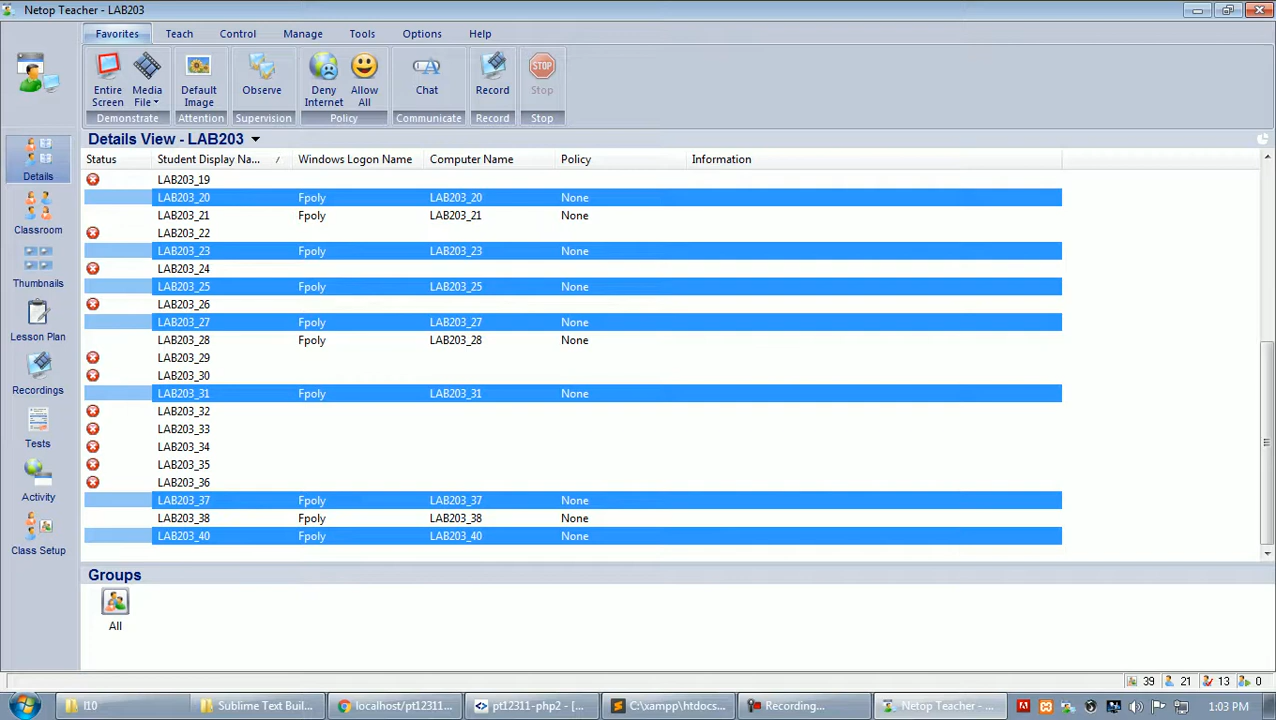 Netop Teacher - LAB203
Favorites Teach Control Manage Tools Options Help
Entire Screen Media File Default Image Observe Deny Internet Allow All Chat Record STOP Stop
Demonstrate Attention Supervision Policy Communicate Record Stop
Details View - LAB203
Status Student Display Na... Windows Logon Name Computer Name Policy Information
LAB203_19
LAB203_20 Fpoly LAB203_20 None
LAB203_21 Fpoly LAB203_21 None
LAB203_22
LAB203_23 Fpoly LAB203_23 None
LAB203_24
LAB203_25 Fpoly LAB203_25 None
LAB203_26
LAB203_27 Fpoly LAB203_27 None
LAB203_28 Fpoly LAB203_28 None
LAB203_29
LAB203_30
LAB203_31 Fpoly LAB203_31 None
LAB203_32
LAB203_33
LAB203_34
LAB203_35
LAB203_36
LAB203_37 Fpoly LAB203_37 None
LAB203_38 Fpoly LAB203_38 None
LAB203_40 Fpoly LAB203_40 None
Details
Classroom
Thumbnails
Lesson Plan
Recordings
Tests
Activity
Class Setup
Groups
All
39 21 13 0
l10 Sublime Text Buil... localhost/pt12311... pt12311-php2 - [... C:\xampp\htdocs... Recording... Netop Teacher - ... 1:03 PM